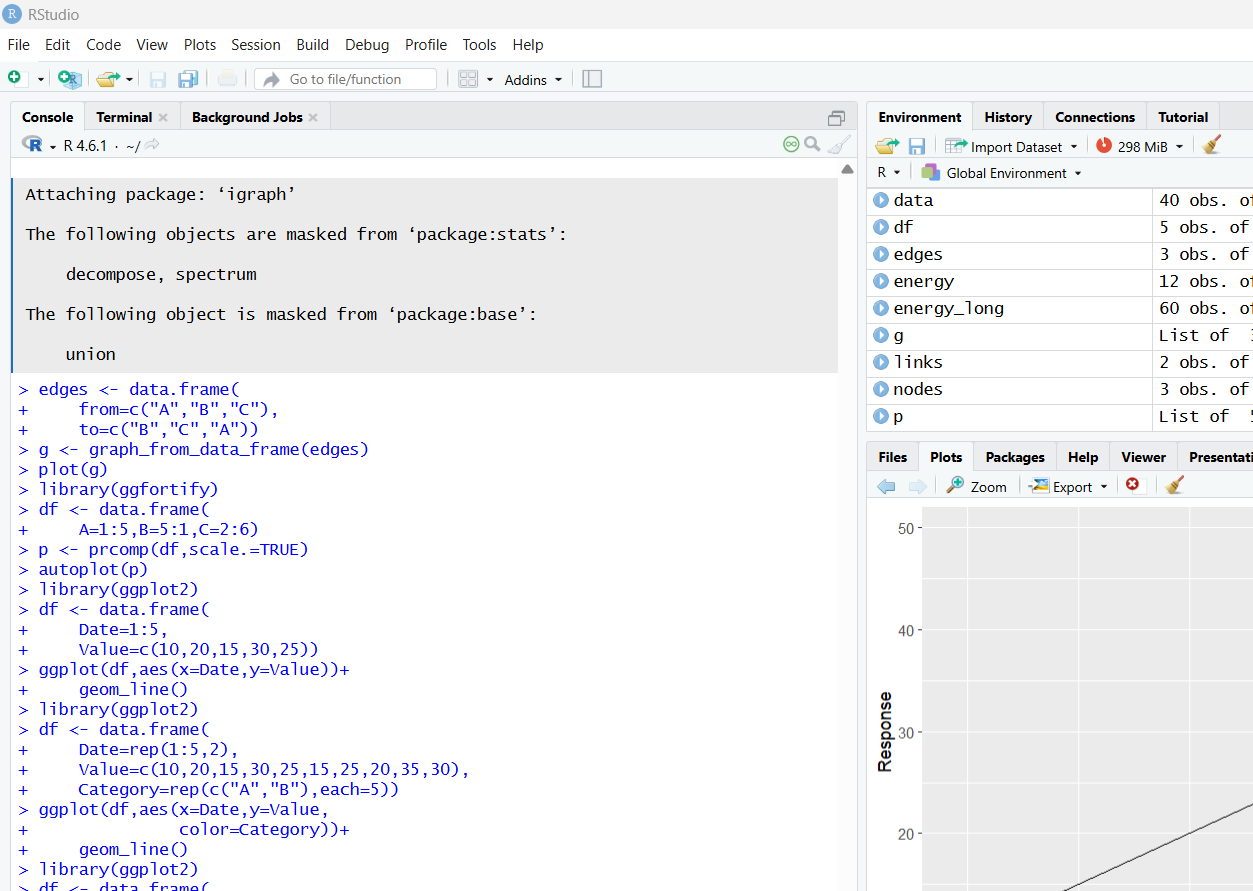 RStudio
File Edit Code View Plots Session Build Debug Profile Tools Help
Go to file/function Addins
Console Terminal Background Jobs
R 4.6.1 · ~/
Attaching package: ‘igraph’
The following objects are masked from ‘package:stats’:
decompose, spectrum
The following object is masked from ‘package:base’:
union
> edges <- data.frame(
+     from=c("A","B","C"),
+     to=c("B","C","A"))
> g <- graph_from_data_frame(edges)
> plot(g)
> library(ggfortify)
> df <- data.frame(
+     A=1:5,B=5:1,C=2:6)
> p <- prcomp(df,scale.=TRUE)
> autoplot(p)
> library(ggplot2)
> df <- data.frame(
+     Date=1:5,
+     Value=c(10,20,15,30,25))
> ggplot(df,aes(x=Date,y=Value))+
+     geom_line()
> library(ggplot2)
> df <- data.frame(
+     Date=rep(1:5,2),
+     Value=c(10,20,15,30,25,15,25,20,35,30),
+     Category=rep(c("A","B"),each=5))
> ggplot(df,aes(x=Date,y=Value,
+               color=Category))+
+     geom_line()
> library(ggplot2)
> df <- data.frame(
Environment History Connections Tutorial
Import Dataset 298 MiB
R Global Environment
data 40 obs. of
df 5 obs. of
edges 3 obs. of
energy 12 obs. of
energy_long 60 obs. of
g List of
links 2 obs. of
nodes 3 obs. of
p List of
Files Plots Packages Help Viewer Presentati
Zoom Export
50
40
30
20
Response